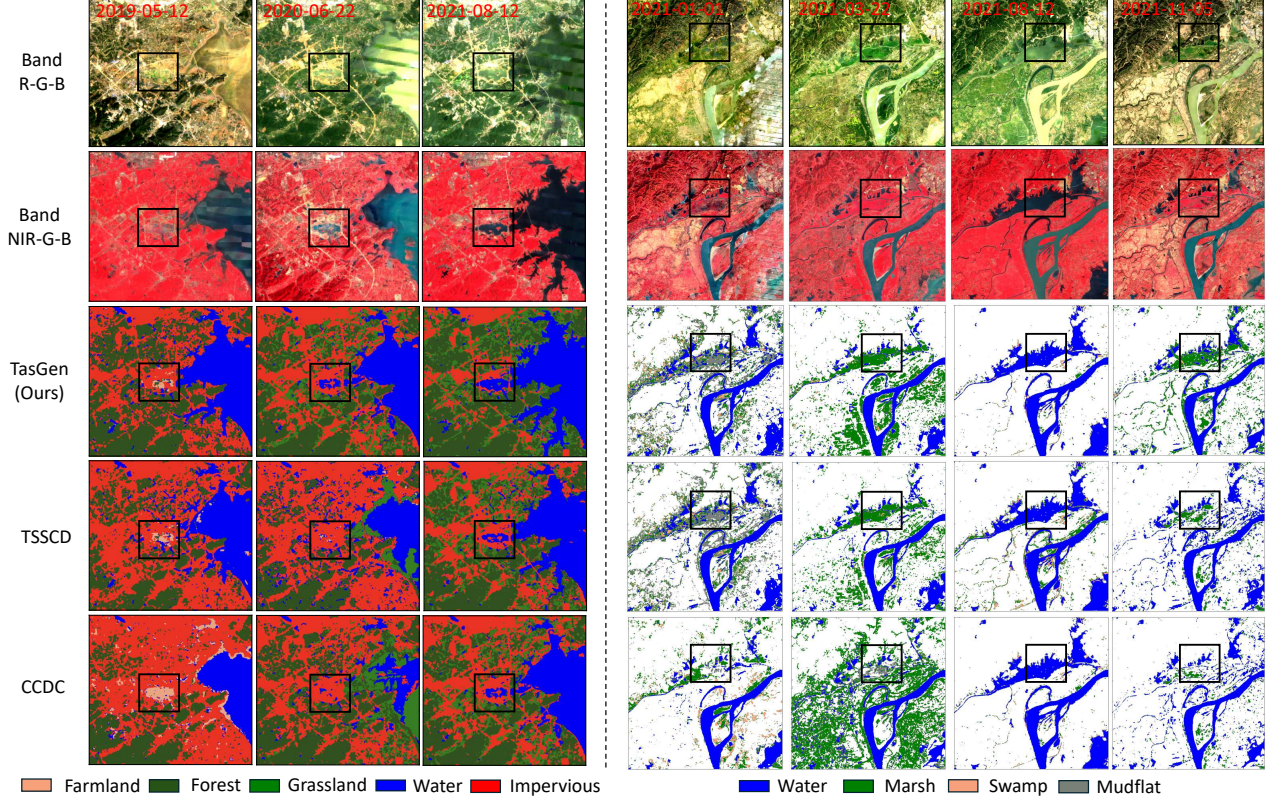 2019-05-12 2020-06-22 2021-08-12 2021-01-01 2021-03-22 2021-08-12 2021-11-05
Band
R-G-B
Band
NIR-G-B
TasGen
(Ours)
TSSCD
CCDC
Farmland Forest Grassland Water Impervious
Water Marsh Swamp Mudflat